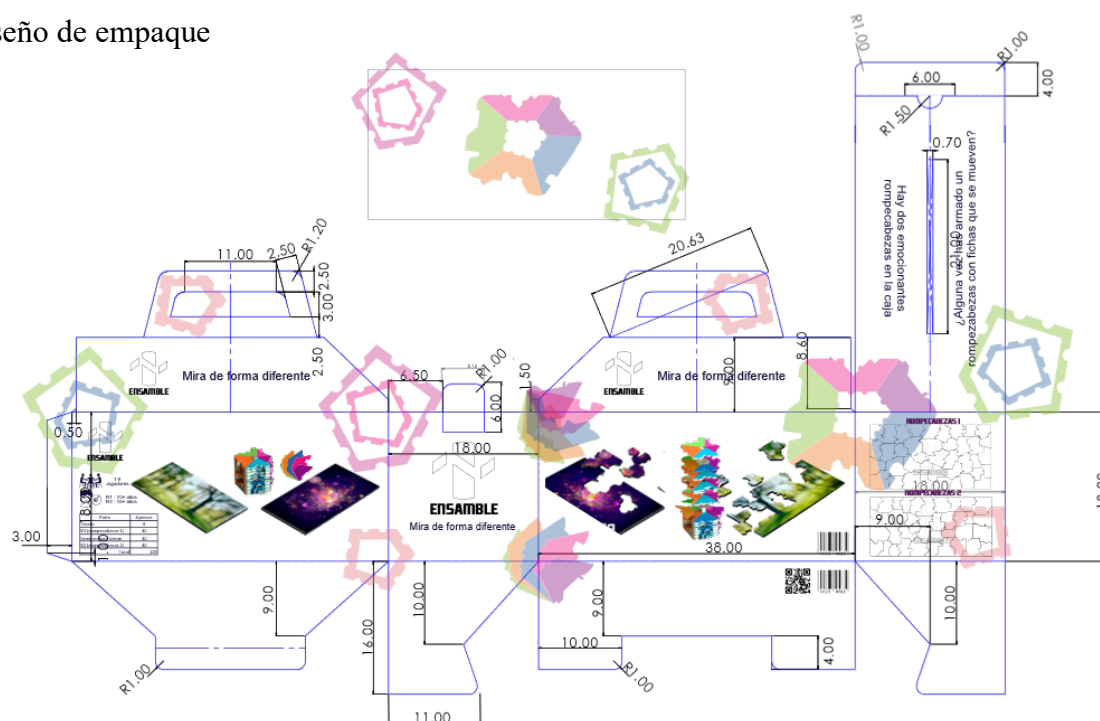 seño de empaque
R1.00
R1.00
6.00
4.00
R1.50
0.70
Hay dos emocionantes
rompecabezas en la caja
21.00
¿Alguna vez has armado un
rompezabezas con fichas que se mueven?
11.00
2.50
R1.20
2.50
3.00
2.50
20.63
ENSAMBLE
Mira de forma diferente
6.50
R1.00
6.00
1.50
ENSAMBLE
Mira de forma diferente
9.00
8.60
0.50
ENSAMBLE
18.00
ENSAMBLE
Mira de forma diferente
ROMPECABEZAS 1
18.00
ROMPECABEZAS 2
9.00
3.00
38.00
9.00
10.00
16.00
9.00
10.00
4.00
10.00
R1.00
R1.00
11.00